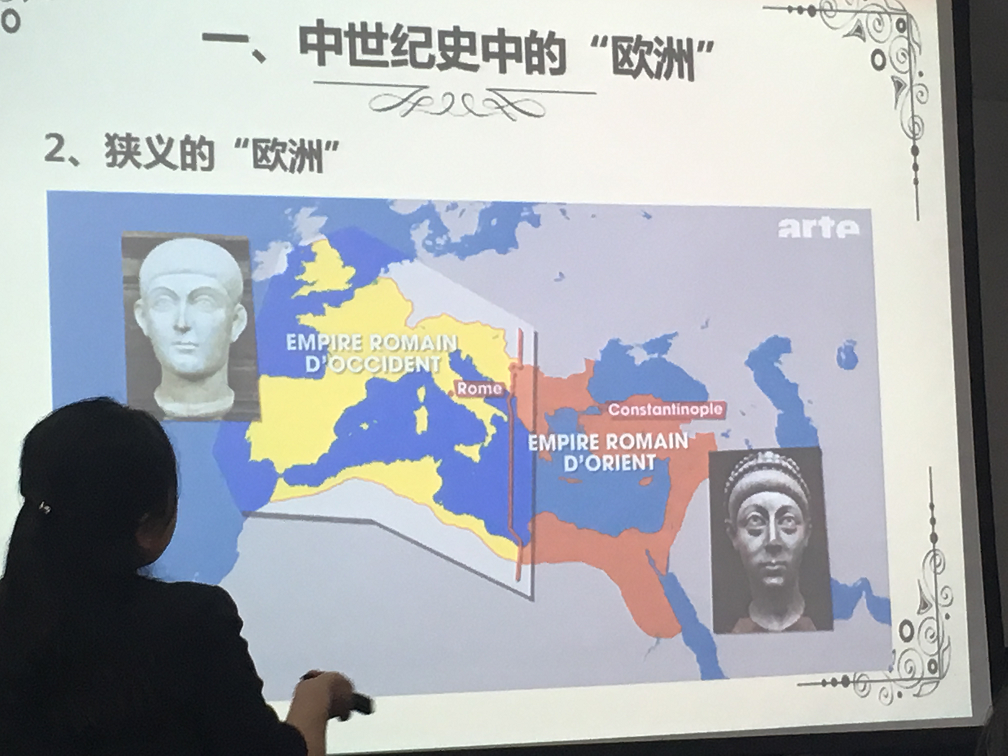 一、中世纪史中的“欧洲”
2、狭义的“欧洲”
arte
EMPIRE ROMAIN
D'OCCIDENT
Rome
Constantinople
EMPIRE ROMAIN
D'ORIENT